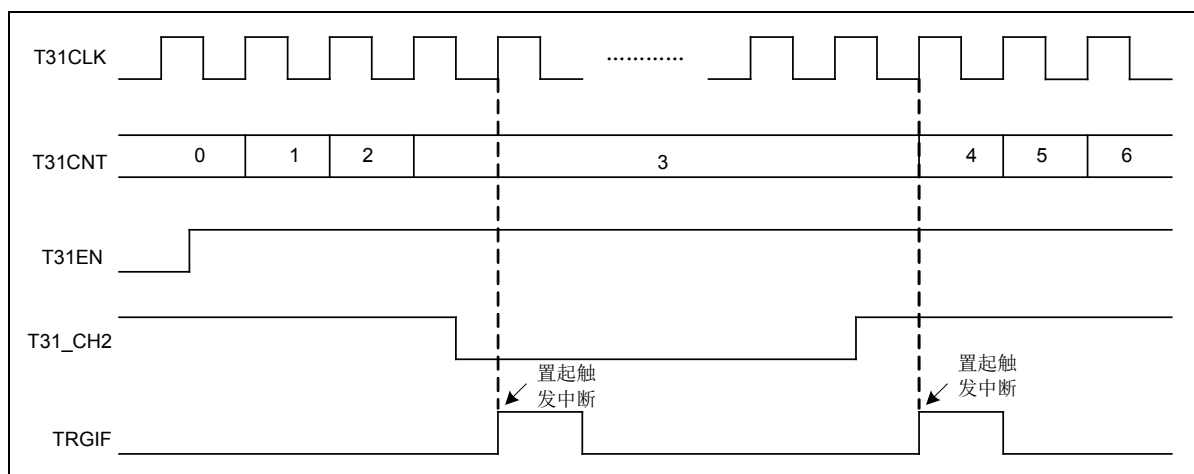 T31CLK
…………
T31CNT
0 1 2 3 4 5 6
T31EN
T31_CH2
置起触
发中断
置起触
发中断
TRGIF